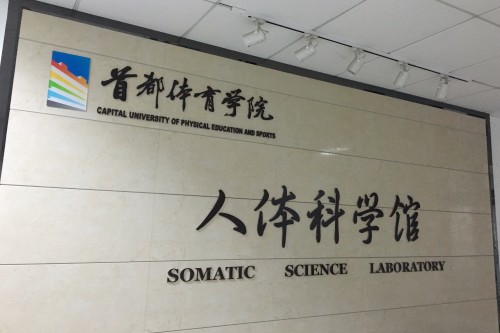 首都体育学院
CAPITAL UNIVERSITY OF PHYSICAL EDUCATION AND SPORTS
人体科学馆
SOMATIC SCIENCE LABORATORY